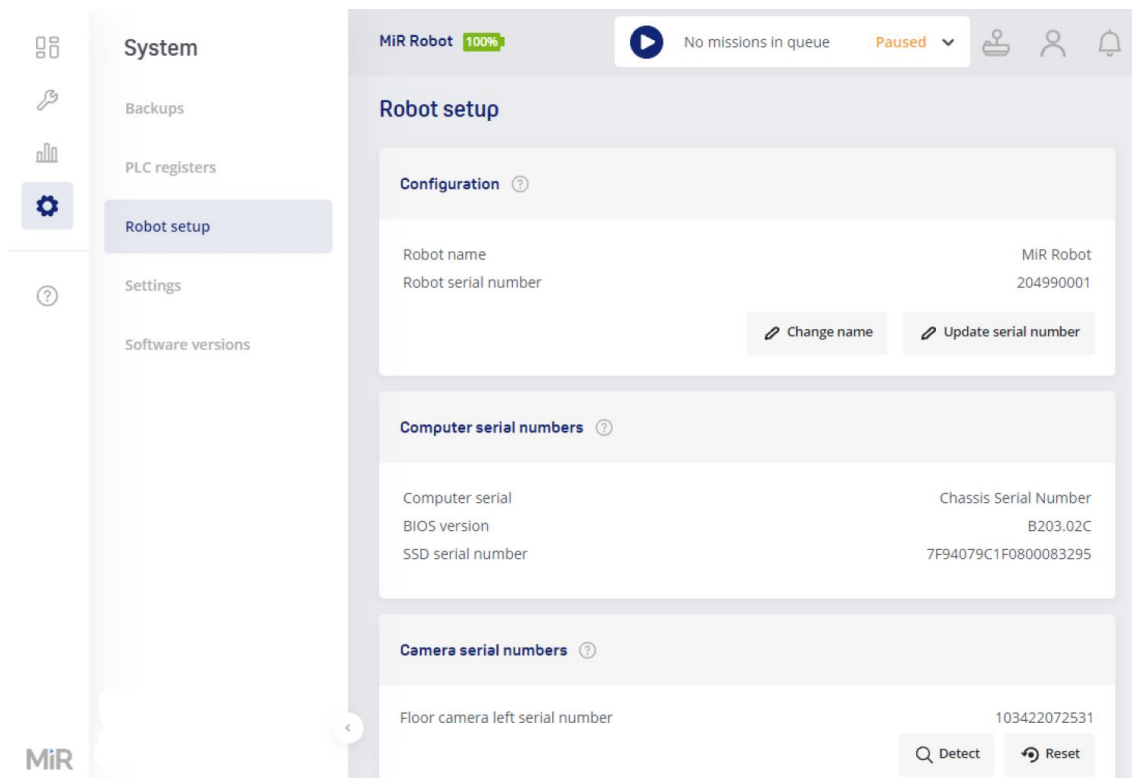 System
Backups
PLC registers
Robot setup
Settings
Software versions
MiR
MiR Robot 100% No missions in queue Paused
Robot setup
Configuration ?
Robot name MiR Robot
Robot serial number 204990001
Change name Update serial number
Computer serial numbers ?
Computer serial Chassis Serial Number
BIOS version B203.02C
SSD serial number 7F94079C1F0800083295
Camera serial numbers ?
Floor camera left serial number 103422072531
Detect Reset